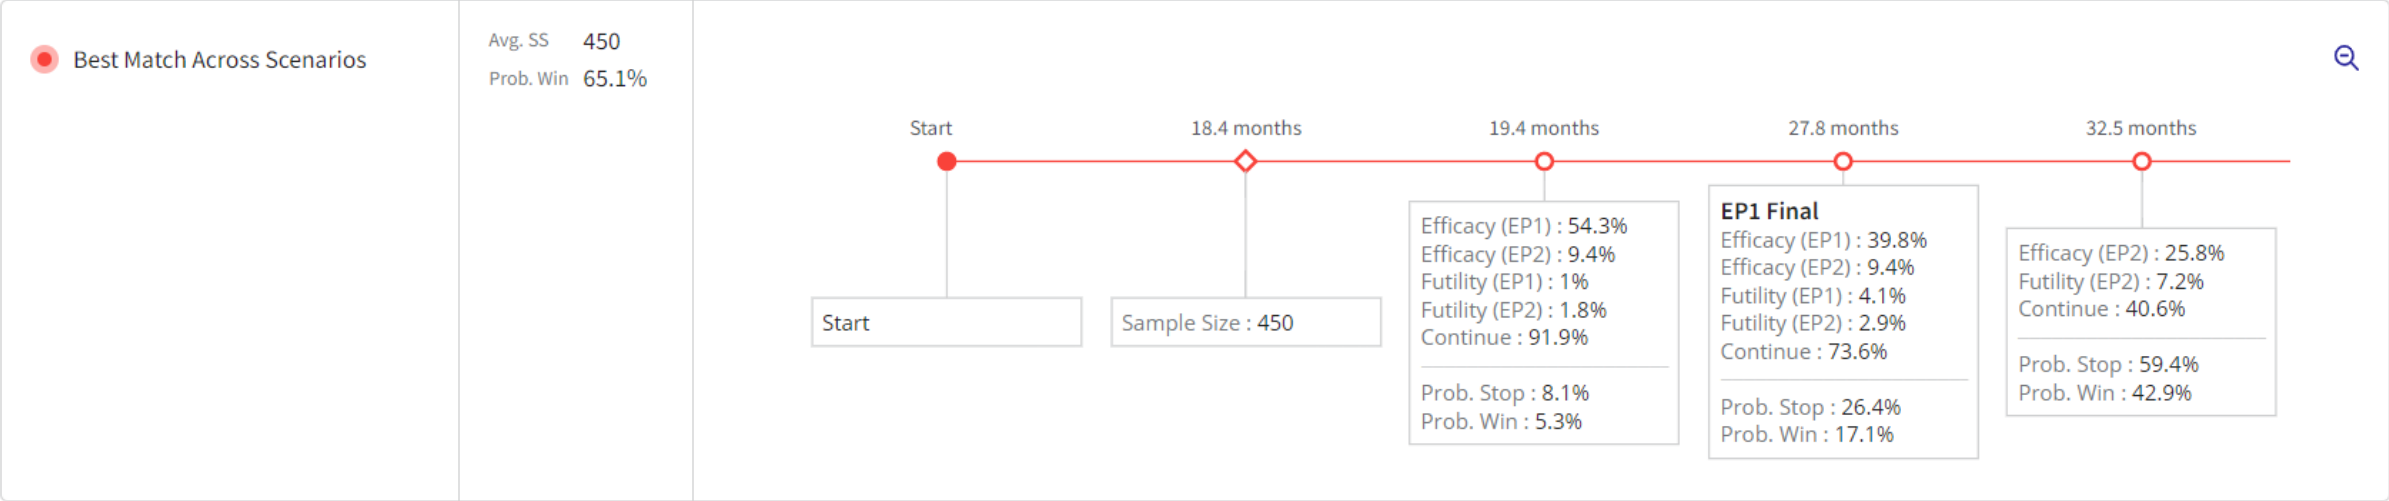 Best Match Across Scenarios
Avg. SS 450
Prob. Win 65.1%
Start
18.4 months
19.4 months
27.8 months
32.5 months
Start
Sample Size : 450
Efficacy (EP1) : 54.3%
Efficacy (EP2) : 9.4%
Futility (EP1) : 1%
Futility (EP2) : 1.8%
Continue : 91.9%
Prob. Stop : 8.1%
Prob. Win : 5.3%
EP1 Final
Efficacy (EP1) : 39.8%
Efficacy (EP2) : 9.4%
Futility (EP1) : 4.1%
Futility (EP2) : 2.9%
Continue : 73.6%
Prob. Stop : 26.4%
Prob. Win : 17.1%
Efficacy (EP2) : 25.8%
Futility (EP2) : 7.2%
Continue : 40.6%
Prob. Stop : 59.4%
Prob. Win : 42.9%